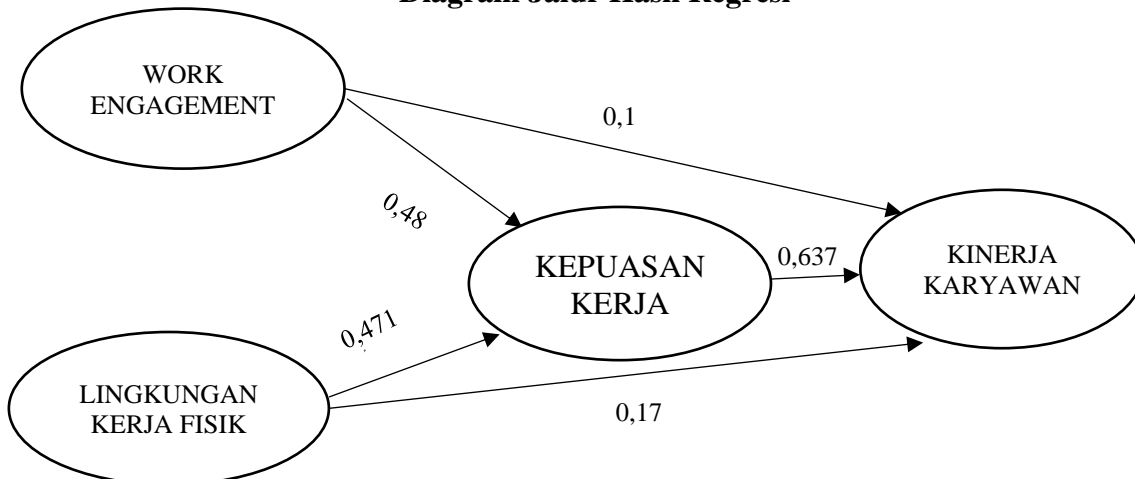 Diagram Jalur Hasil Regresi
WORK
ENGAGEMENT
0,1
0,48
KEPUASAN
KERJA
0,637
KINERJA
KARYAWAN
0,471
LINGKUNGAN
KERJA FISIK
0,17